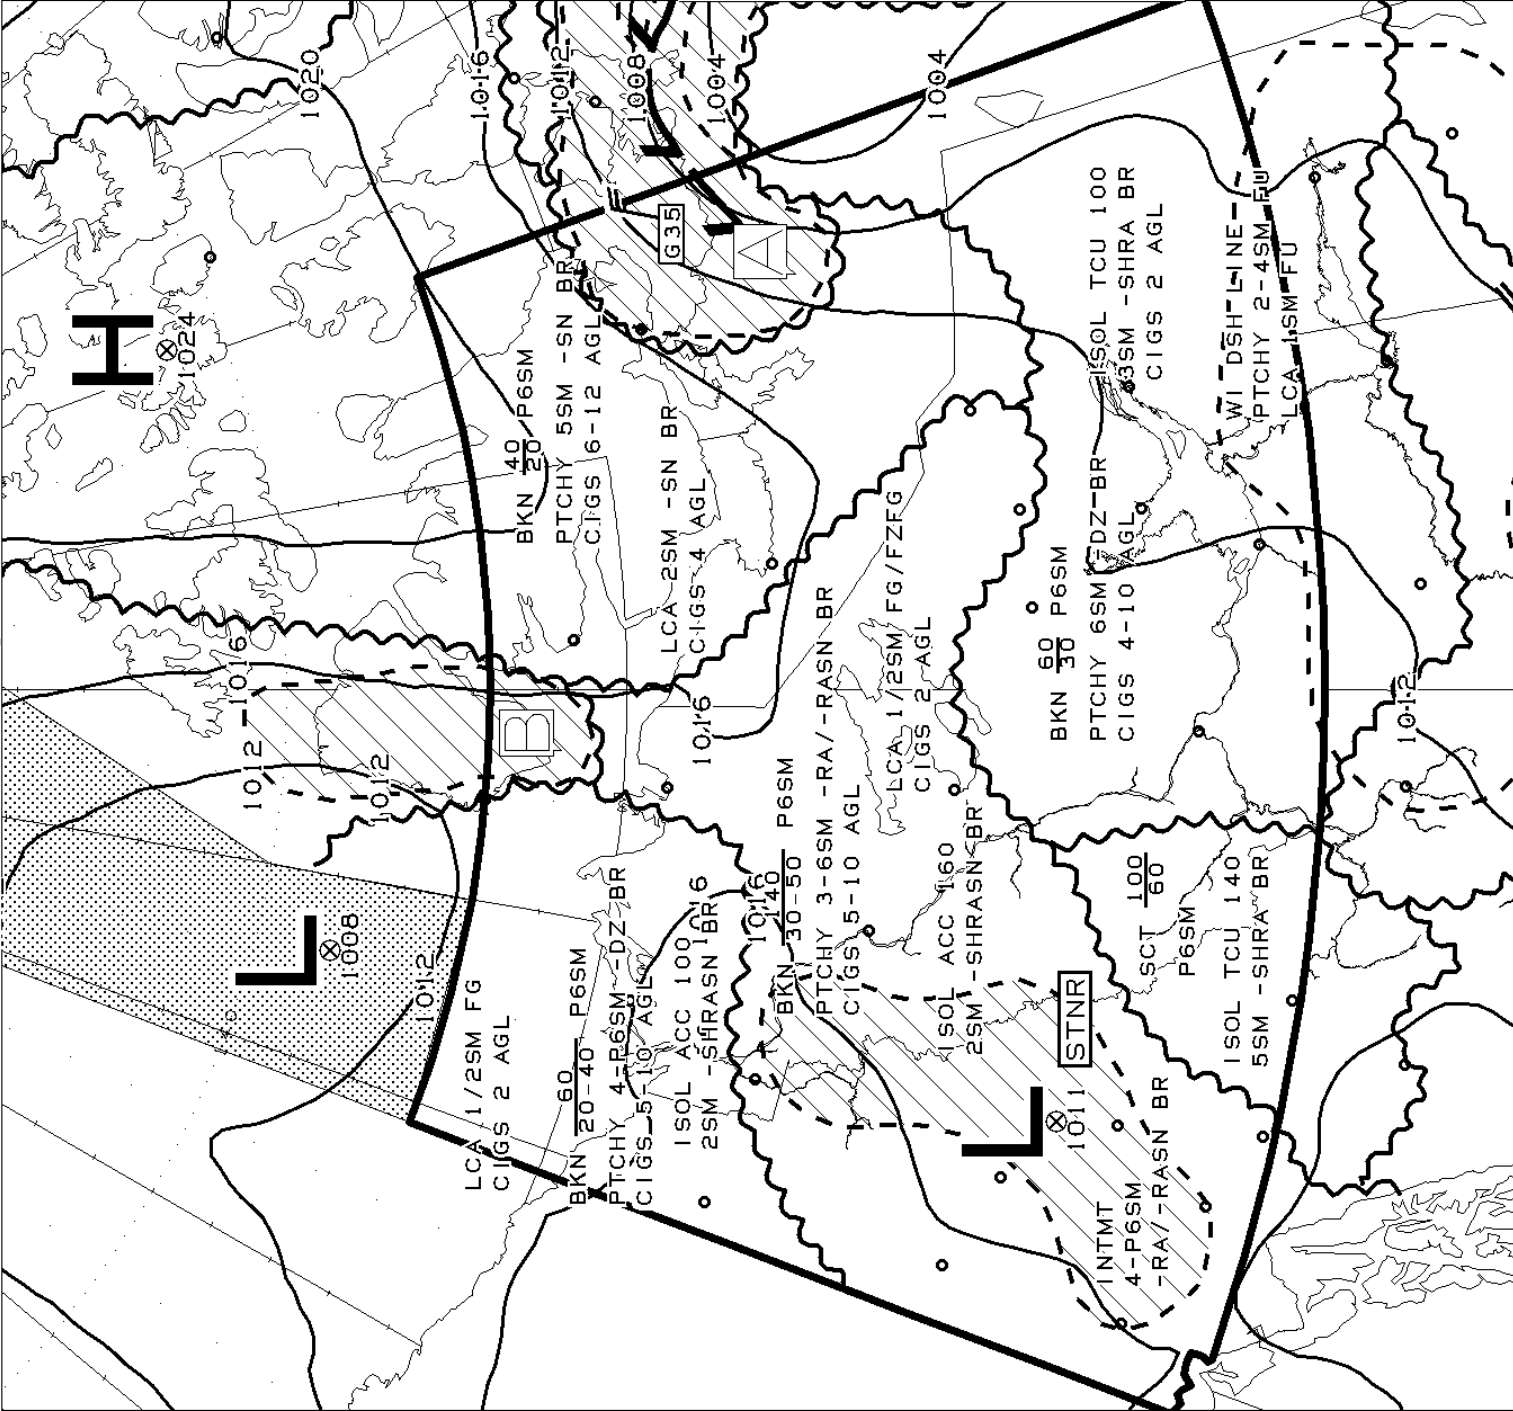 H
1024
1020
1016
1012
1008
1004
1004
1016
1012
1012
L
1008
1012
B
G35
A
BKN 40/20 P6SM
PTCHY 5SM -SN BR
CIGS 6-12 AGL
LCA 2SM -SN BR
CIGS 4 AGL
LCA 1/2SM FG
CIGS 2 AGL
BKN 60/20-40 P6SM
PTCHY 4-P6SM -DZ BR
CIGS 5-10 AGL
ISOL ACC 100
2SM -SHRASN BR
1016
1016
1016
BKN 140/30-50 P6SM
PTCHY 3-6SM -RA/-RASN BR
CIGS 5-10 AGL
LCA 1/2SM FG/FZFG
CIGS 2 AGL
ISOL ACC 160
2SM -SHRASN BR
L
1011
STNR
INTMT
4-P6SM
-RA/-RASN BR
BKN 60/30 P6SM
PTCHY 6SM -DZ BR
CIGS 4-10 AGL
ISOL TCU 100
3SM -SHRA BR
CIGS 2 AGL
SCT 100/60
P6SM
ISOL TCU 140
5SM -SHRA BR
WI DSH LINE
PTCHY 2-4SM FU
LCA 1SM FU
1012